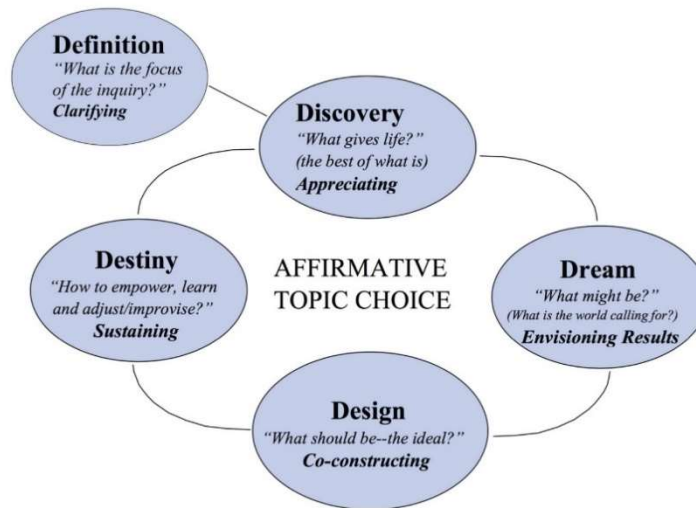 Definition
“What is the focus
of the inquiry?”
Clarifying
Discovery
“What gives life?”
(the best of what is)
Appreciating
Destiny
“How to empower, learn
and adjust/improvise?”
Sustaining
AFFIRMATIVE
TOPIC CHOICE
Dream
“What might be?”
(What is the world calling for?)
Envisioning Results
Design
“What should be--the ideal?”
Co-constructing